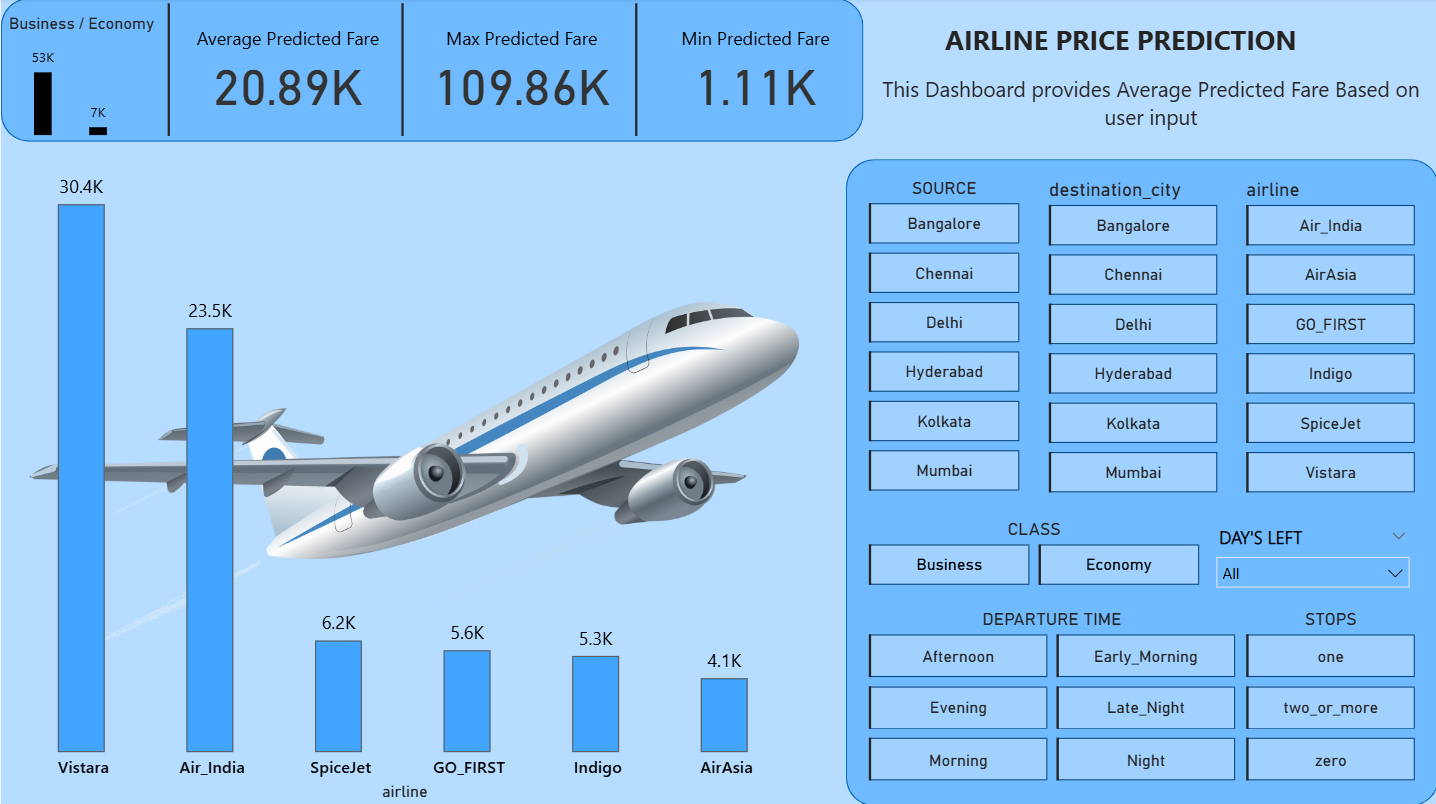 Business / Economy
53K
7K
Average Predicted Fare
20.89K
Max Predicted Fare
109.86K
Min Predicted Fare
1.11K
AIRLINE PRICE PREDICTION
This Dashboard provides Average Predicted Fare Based on
user input
30.4K
23.5K
6.2K
5.6K
5.3K
4.1K
Vistara
Air_India
SpiceJet
GO_FIRST
Indigo
AirAsia
airline
SOURCE
Bangalore
Chennai
Delhi
Hyderabad
Kolkata
Mumbai
destination_city
Bangalore
Chennai
Delhi
Hyderabad
Kolkata
Mumbai
airline
Air_India
AirAsia
GO_FIRST
Indigo
SpiceJet
Vistara
CLASS
Business
Economy
DAY'S LEFT
All
DEPARTURE TIME
Afternoon
Early_Morning
Evening
Late_Night
Morning
Night
STOPS
one
two_or_more
zero